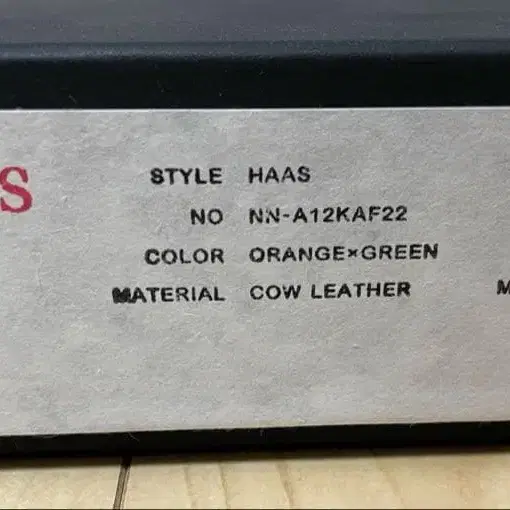 S
STYLE HAAS
NO NN-A12KAF22
COLOR ORANGE×GREEN
MATERIAL COW LEATHER
M